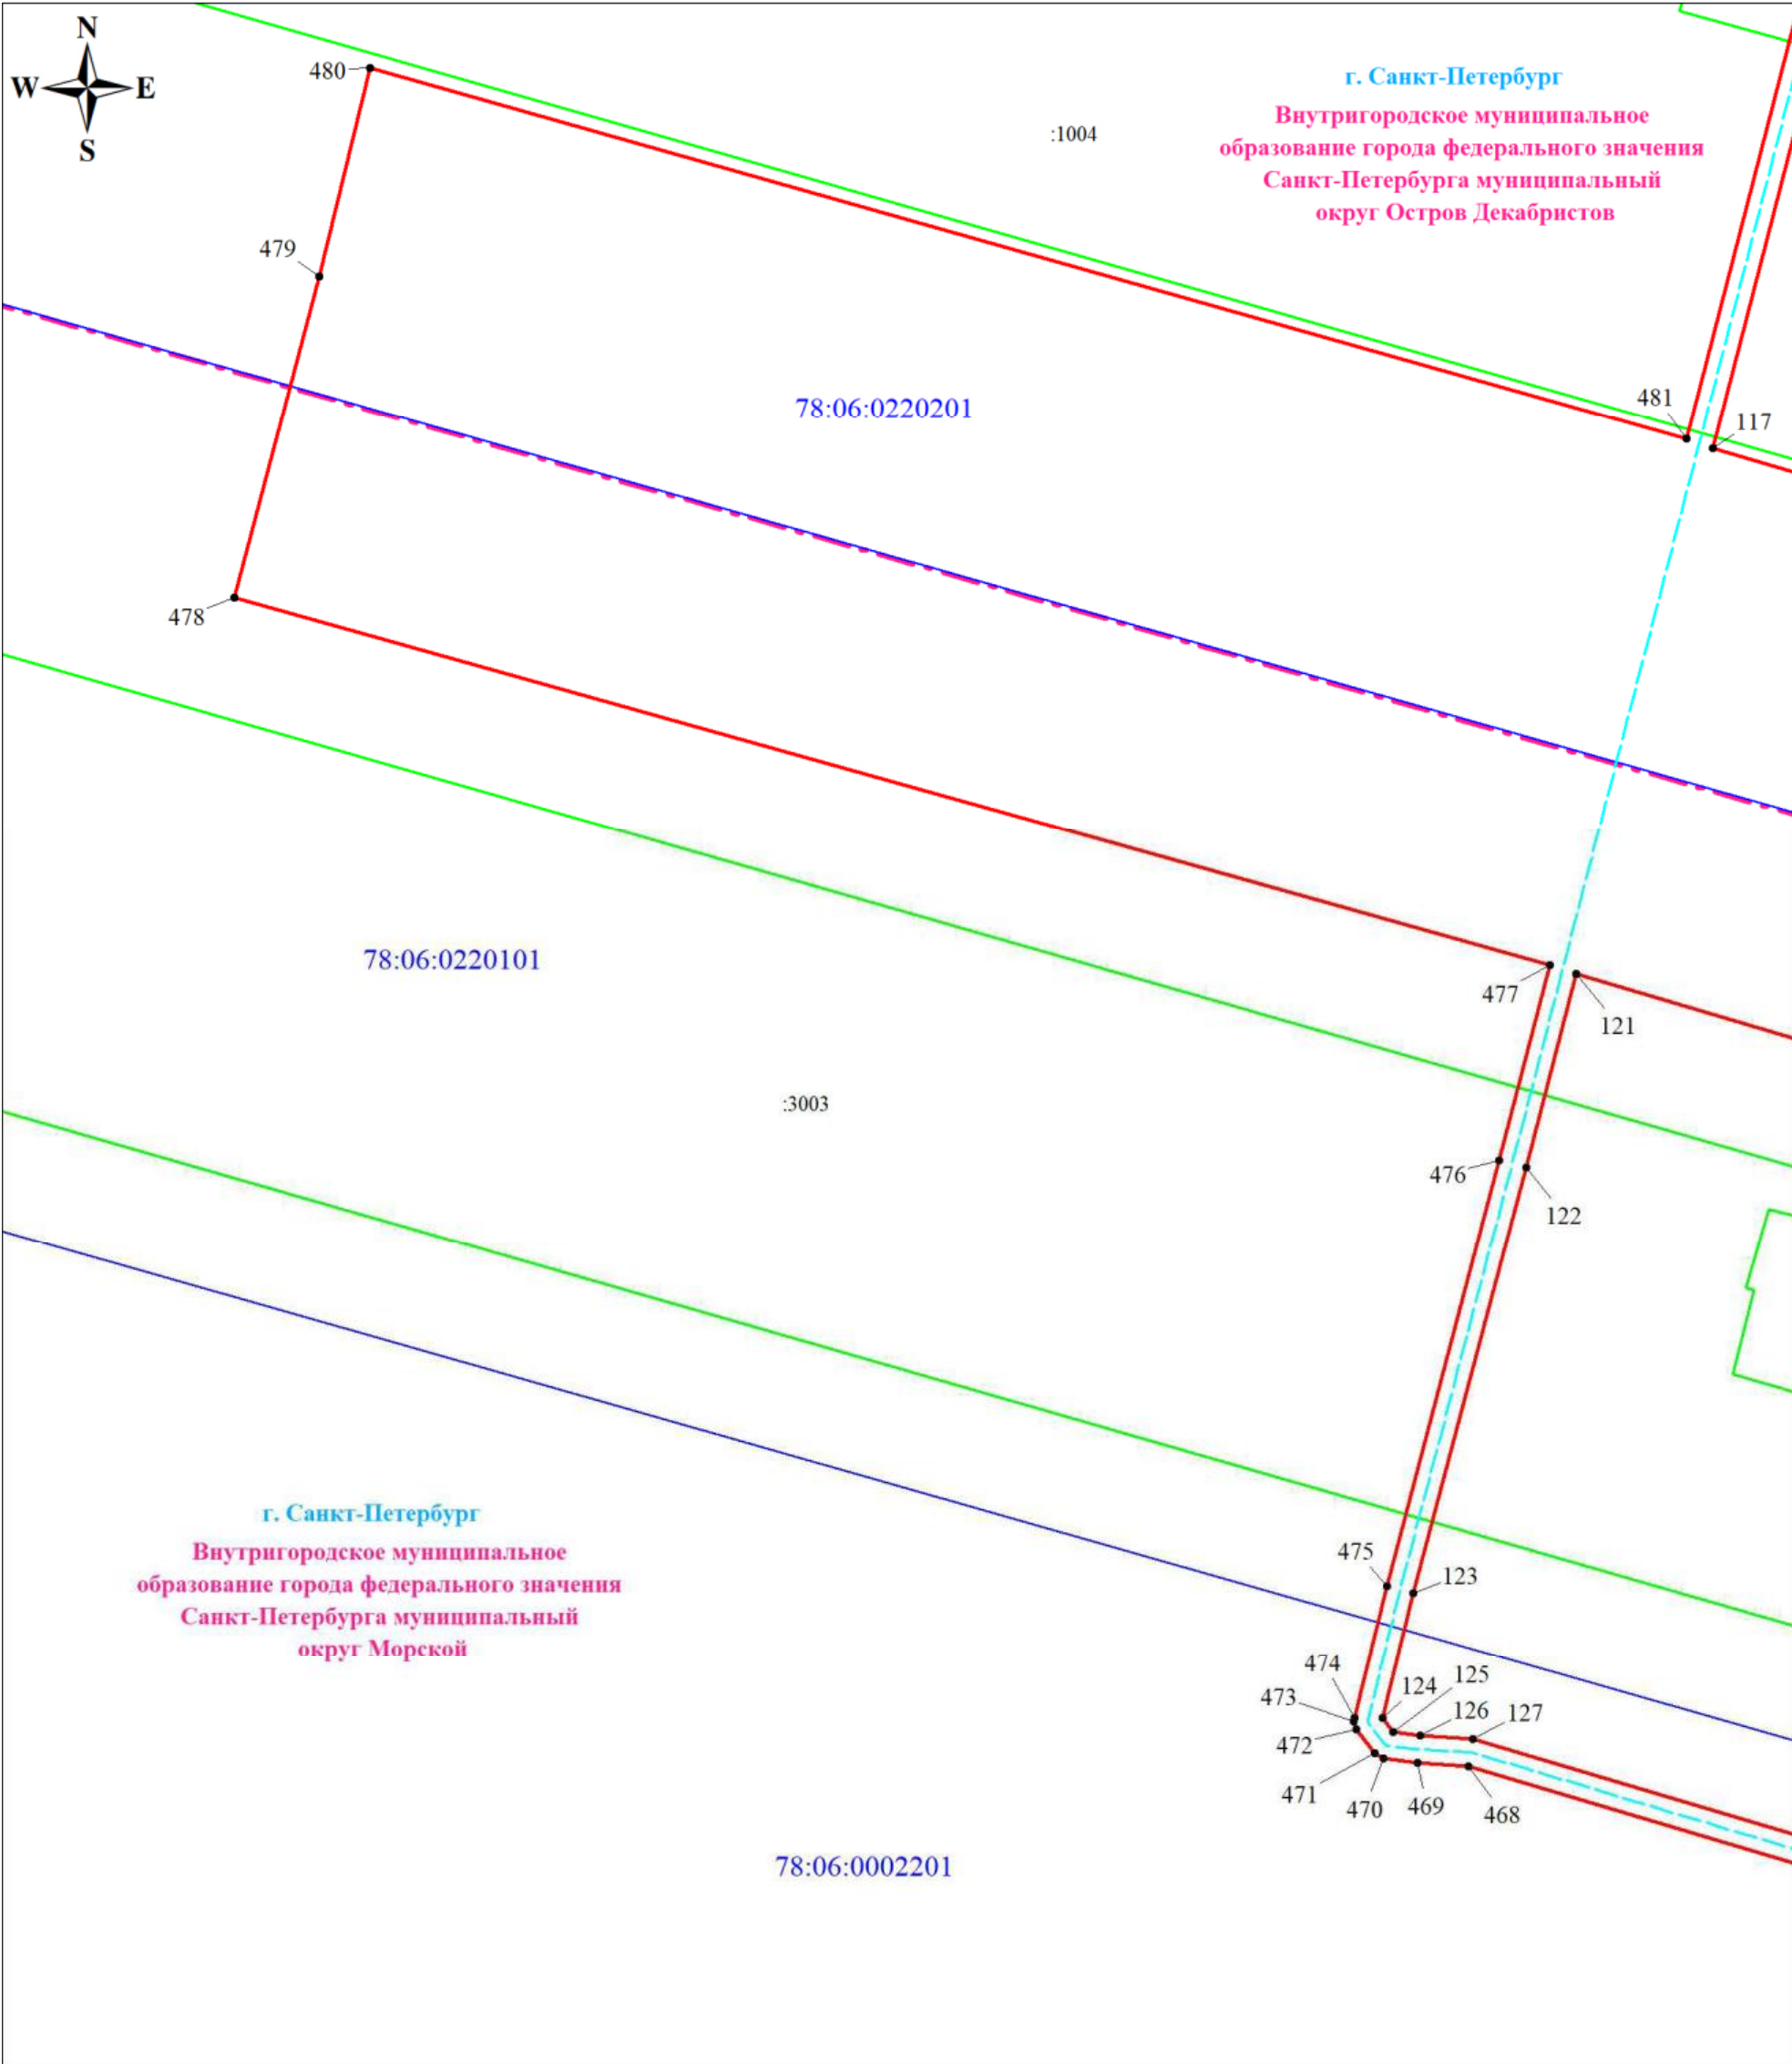 N
W
E
S
480
г. Санкт-Петербург
Внутригородское муниципальное
образование города федерального значения
Санкт-Петербурга муниципальный
округ Остров Декабристов
:1004
479
78:06:0220201
481
117
478
78:06:0220101
477
121
:3003
476
122
г. Санкт-Петербург
Внутригородское муниципальное
образование города федерального значения
Санкт-Петербурга муниципальный
округ Морской
475
123
474
473
472
471
470
469
468
124
125
126
127
78:06:0002201